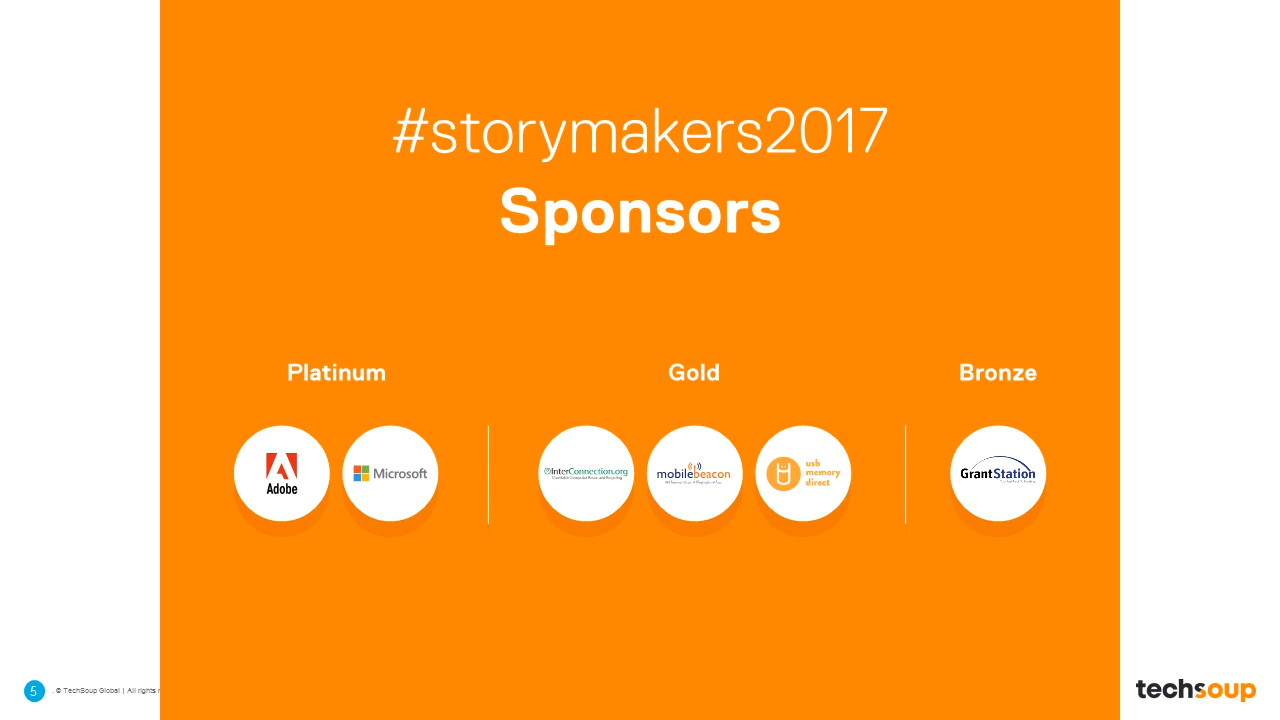 #storymakers2017
Sponsors
Platinum
Gold
Bronze
Adobe
Microsoft
InterConnection.org
mobilebeacon
usb
memory
direct
GrantStation
5
. © TechSoup Global | All rights
techsoup